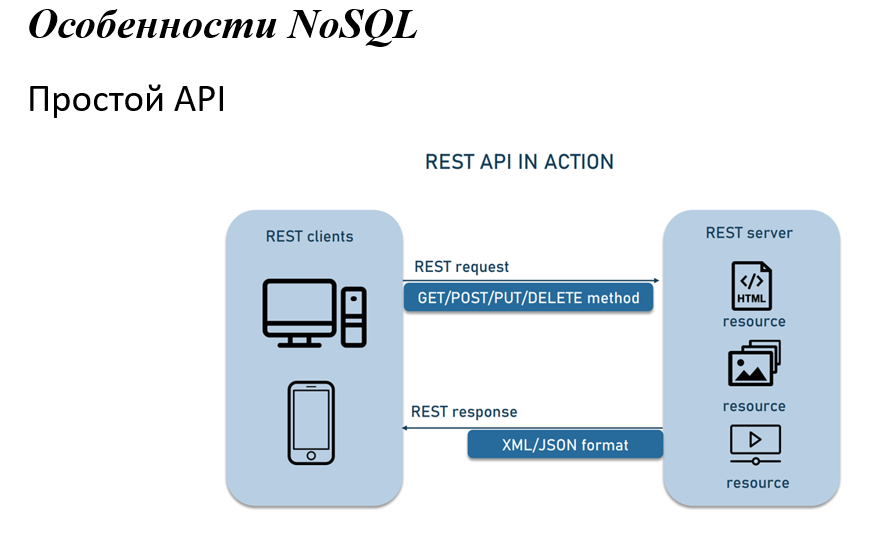 Особенности NoSQL
Простой API
REST API IN ACTION
REST clients
REST server
REST request
GET/POST/PUT/DELETE method
HTML
resource
resource
REST response
XML/JSON format
resource